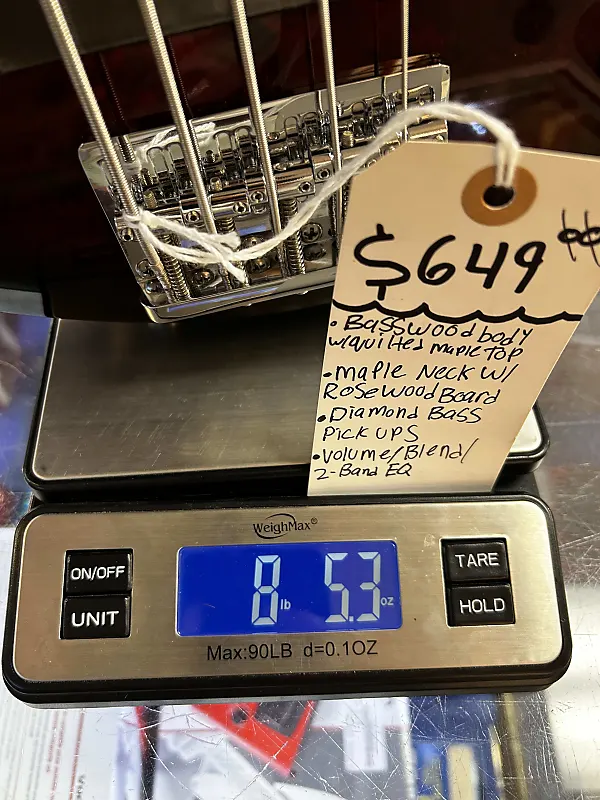 $649
• Basswood body
w/quilted maple Top
• maple Neck w/
Rosewood Board
• Diamond Bass
Pick ups
• volume/Blend/
2-Band EQ
WeighMax®
ON/OFF
UNIT
8 lb 5.3 oz
TARE
HOLD
Max:90LB d=0.1OZ